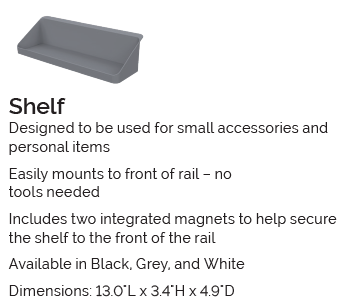 Shelf
Designed to be used for small accessories and
personal items
Easily mounts to front of rail – no
tools needed
Includes two integrated magnets to help secure
the shelf to the front of the rail
Available in Black, Grey, and White
Dimensions: 13.0"L x 3.4"H x 4.9"D